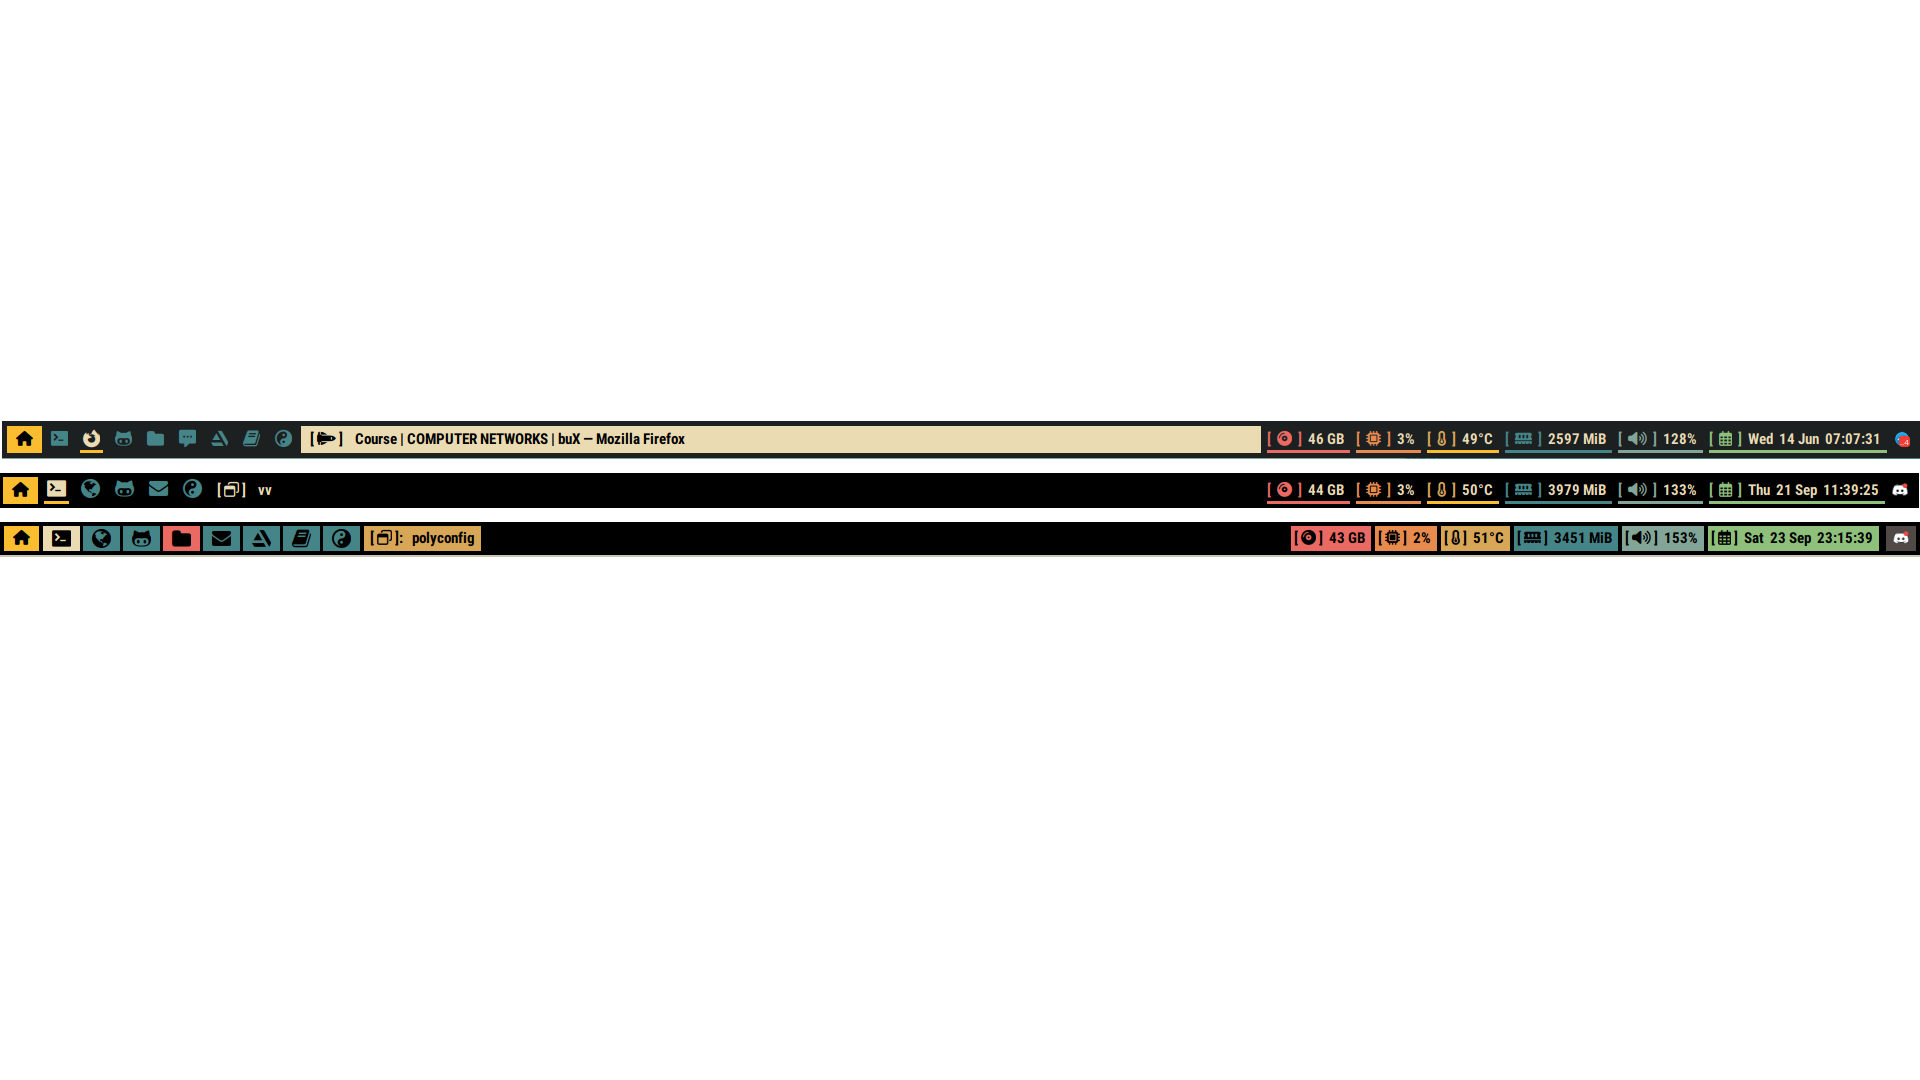 [ ] Course | COMPUTER NETWORKS | buX — Mozilla Firefox [ ] 46 GB [ ] 3% [ ] 49°C [ ] 2597 MiB [ ] 128% [ ] Wed 14 Jun 07:07:31
[ ] vv [ ] 44 GB [ ] 3% [ ] 50°C [ ] 3979 MiB [ ] 133% [ ] Thu 21 Sep 11:39:25
[ ]: polyconfig [ ] 43 GB [ ] 2% [ ] 51°C [ ] 3451 MiB [ ] 153% [ ] Sat 23 Sep 23:15:39